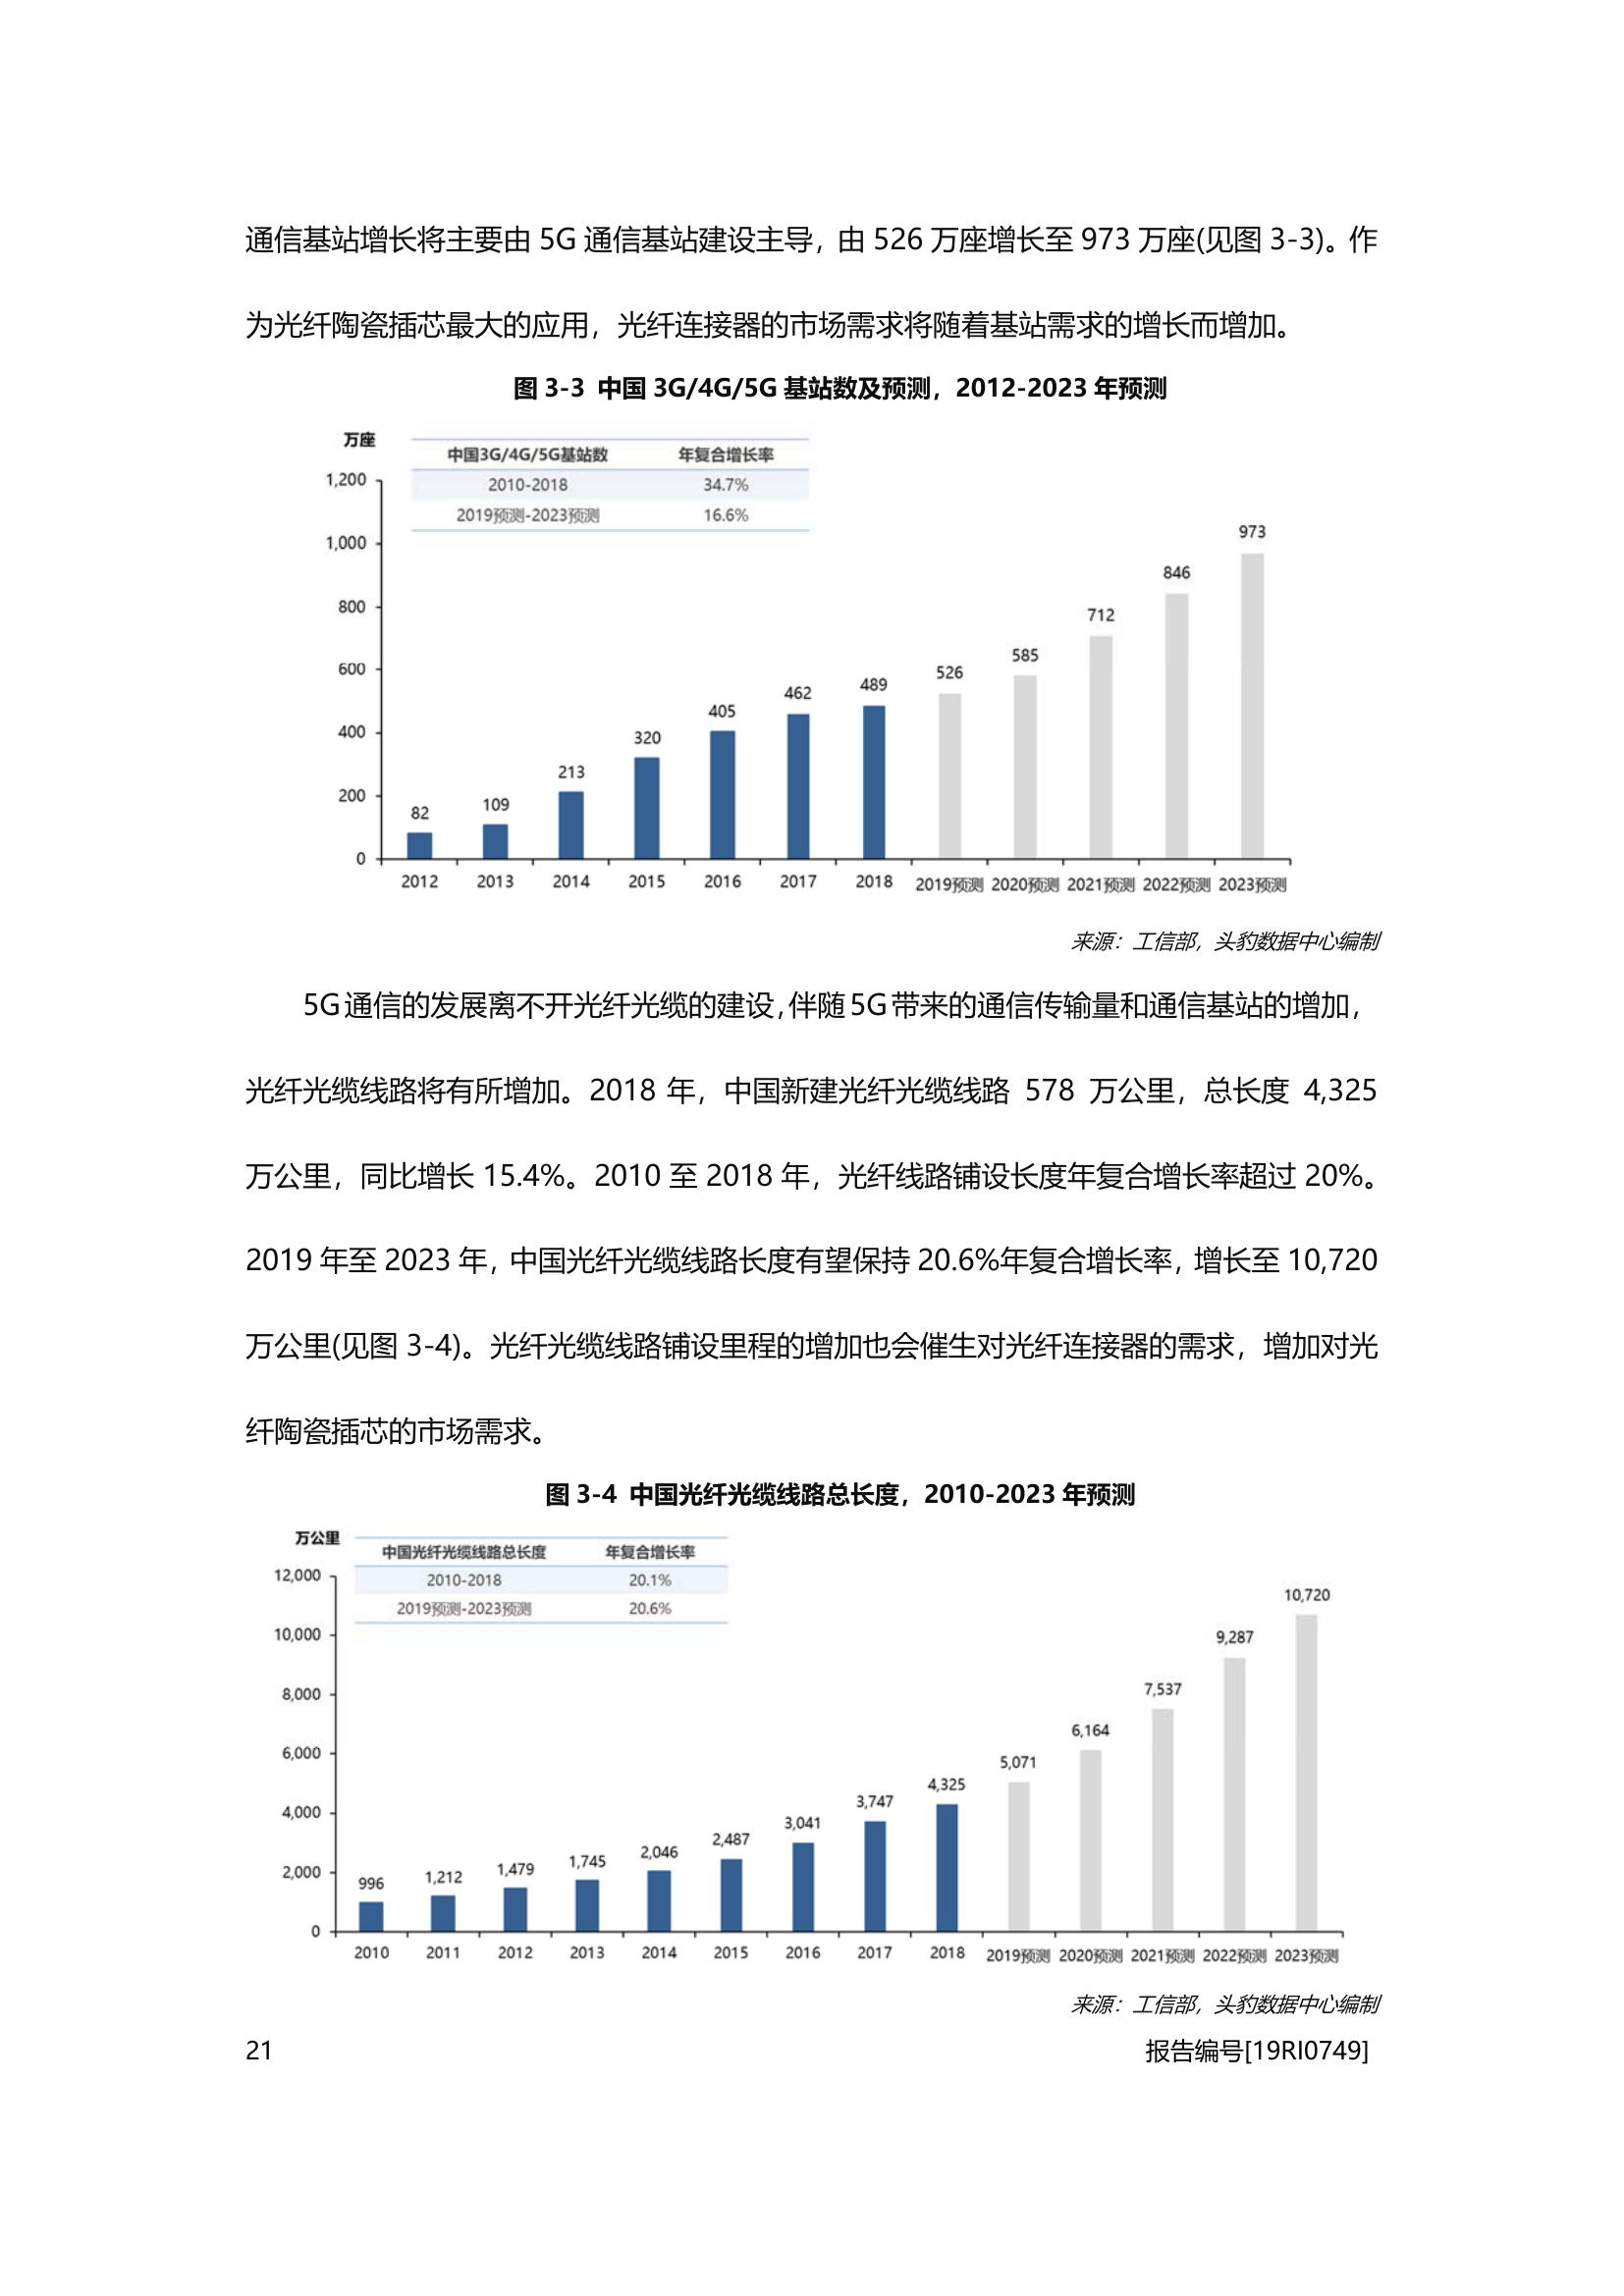 通信基站增长将主要由 5G 通信基站建设主导，由 526 万座增长至 973 万座(见图 3-3)。作
为光纤陶瓷插芯最大的应用，光纤连接器的市场需求将随着基站需求的增长而增加。
图 3-3 中国 3G/4G/5G 基站数及预测，2012-2023 年预测
万座
中国3G/4G/5G基站数 年复合增长率
2010-2018 34.7%
2019预测-2023预测 16.6%
1,200
1,000
800
600
400
200
0
82 109 213 320 405 462 489 526 585 712 846 973
2012 2013 2014 2015 2016 2017 2018 2019预测 2020预测 2021预测 2022预测 2023预测
来源：工信部，头豹数据中心编制
5G通信的发展离不开光纤光缆的建设，伴随5G带来的通信传输量和通信基站的增加，
光纤光缆线路将有所增加。2018 年，中国新建光纤光缆线路 578 万公里，总长度 4,325
万公里，同比增长 15.4%。2010 至 2018 年，光纤线路铺设长度年复合增长率超过 20%。
2019 年至 2023 年，中国光纤光缆线路长度有望保持 20.6%年复合增长率，增长至 10,720
万公里(见图 3-4)。光纤光缆线路铺设里程的增加也会催生对光纤连接器的需求，增加对光
纤陶瓷插芯的市场需求。
图 3-4 中国光纤光缆线路总长度，2010-2023 年预测
万公里
中国光纤光缆线路总长度 年复合增长率
2010-2018 20.1%
2019预测-2023预测 20.6%
12,000
10,000
8,000
6,000
4,000
2,000
0
996 1,212 1,479 1,745 2,046 2,487 3,041 3,747 4,325 5,071 6,164 7,537 9,287 10,720
2010 2011 2012 2013 2014 2015 2016 2017 2018 2019预测 2020预测 2021预测 2022预测 2023预测
来源：工信部，头豹数据中心编制
21 报告编号[19RI0749]